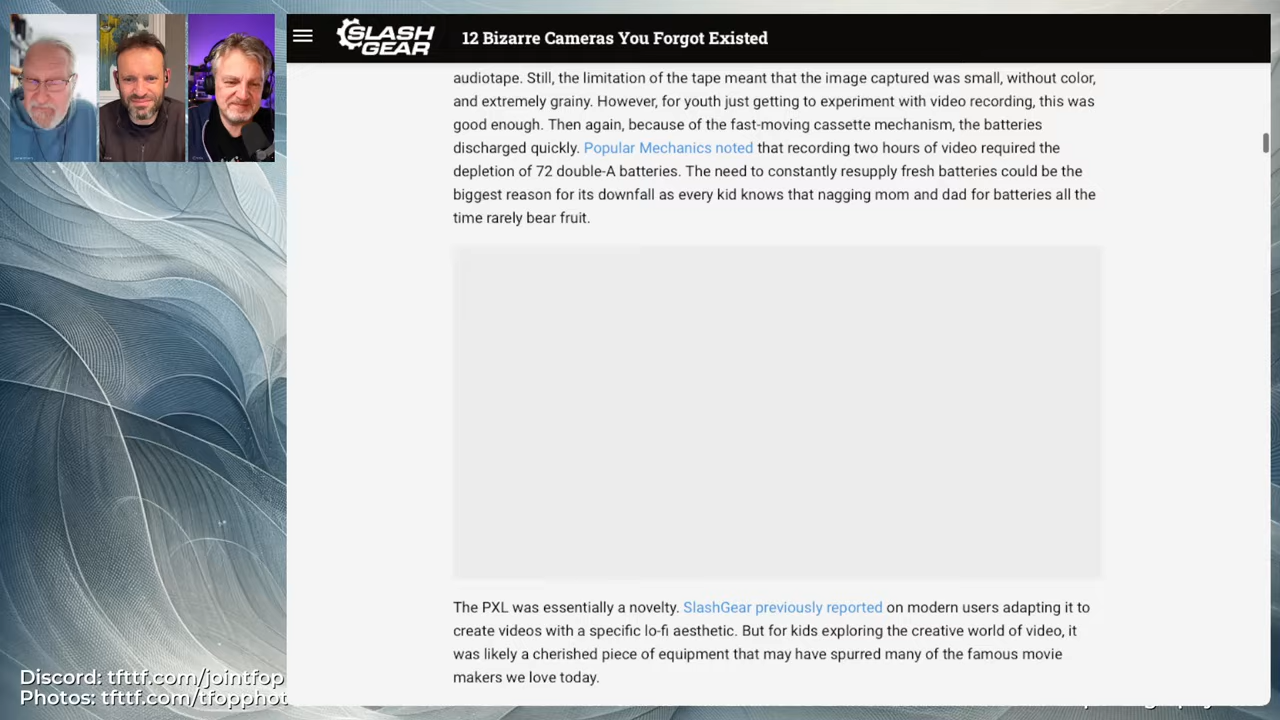 SLASH
GEAR
12 Bizarre Cameras You Forgot Existed
audiotape. Still, the limitation of the tape meant that the image captured was small, without color,
and extremely grainy. However, for youth just getting to experiment with video recording, this was
good enough. Then again, because of the fast-moving cassette mechanism, the batteries
discharged quickly. Popular Mechanics noted that recording two hours of video required the
depletion of 72 double-A batteries. The need to constantly resupply fresh batteries could be the
biggest reason for its downfall as every kid knows that nagging mom and dad for batteries all the
time rarely bear fruit.
The PXL was essentially a novelty. SlashGear previously reported on modern users adapting it to
create videos with a specific lo-fi aesthetic. But for kids exploring the creative world of video, it
was likely a cherished piece of equipment that may have spurred many of the famous movie
makers we love today.
Discord: tfttf.com/jointfop
Photos: tfttf.com/tfopphot